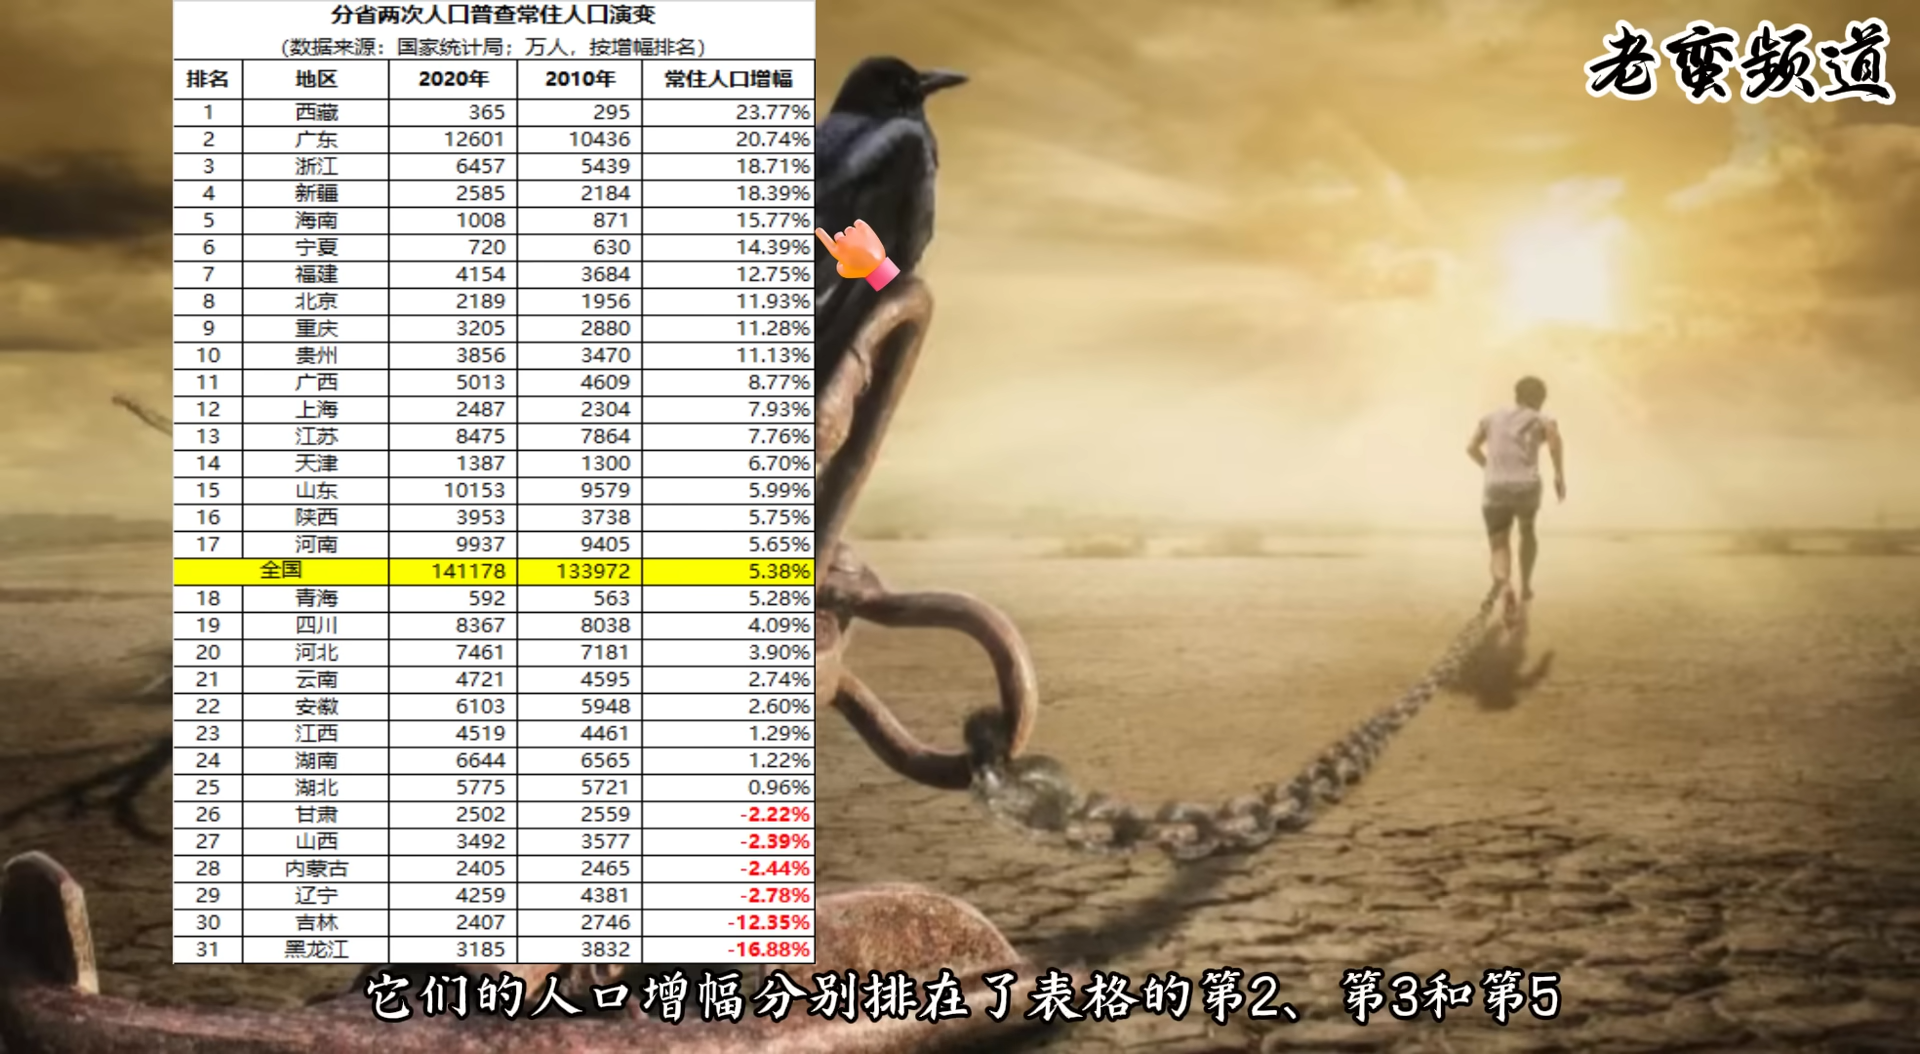 分省两次人口普查常住人口演变
(数据来源：国家统计局；万人，按增幅排名)
排名 地区 2020年 2010年 常住人口增幅
1 西藏 365 295 23.77%
2 广东 12601 10436 20.74%
3 浙江 6457 5439 18.71%
4 新疆 2585 2184 18.39%
5 海南 1008 871 15.77%
6 宁夏 720 630 14.39%
7 福建 4154 3684 12.75%
8 北京 2189 1956 11.93%
9 重庆 3205 2880 11.28%
10 贵州 3856 3470 11.13%
11 广西 5013 4609 8.77%
12 上海 2487 2304 7.93%
13 江苏 8475 7864 7.76%
14 天津 1387 1300 6.70%
15 山东 10153 9579 5.99%
16 陕西 3953 3738 5.75%
17 河南 9937 9405 5.65%
全国 141178 133972 5.38%
18 青海 592 563 5.28%
19 四川 8367 8038 4.09%
20 河北 7461 7181 3.90%
21 云南 4721 4595 2.74%
22 安徽 6103 5948 2.60%
23 江西 4519 4461 1.29%
24 湖南 6644 6565 1.22%
25 湖北 5775 5721 0.96%
26 甘肃 2502 2559 -2.22%
27 山西 3492 3577 -2.39%
28 内蒙古 2405 2465 -2.44%
29 辽宁 4259 4381 -2.78%
30 吉林 2407 2746 -12.35%
31 黑龙江 3185 3832 -16.88%
老蛮频道
它们的人口增幅分别排在了表格的第2、第3和第5